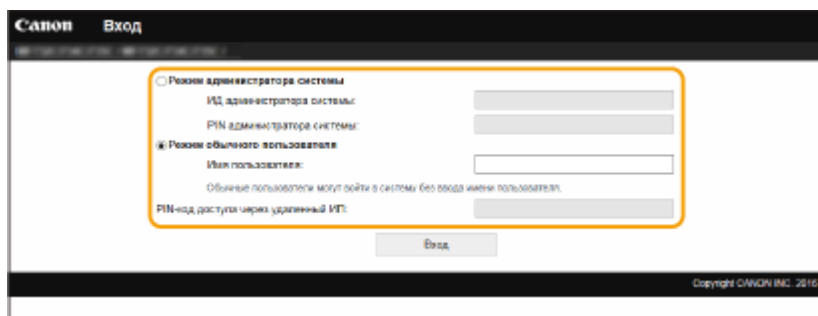 Canon Вход
Режим администратора системы
ИД администратора системы:
PIN администратора системы:
Режим обычного пользователя
Имя пользователя:
Обычные пользователи могут войти в систему без ввода имени пользователя.
PIN-код доступа через удаленный ИП:
Вход
Copyright CANON INC. 2016